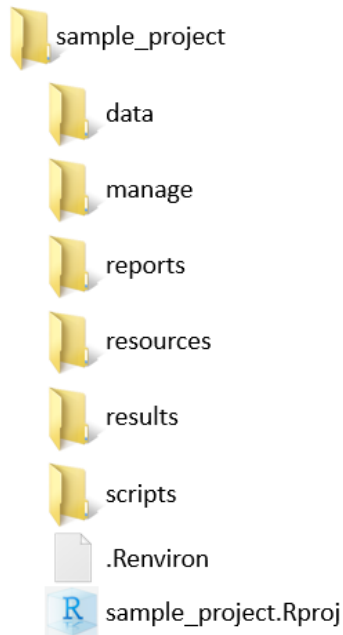 sample_project
data
manage
reports
resources
results
scripts
.Renviron
R sample_project.Rproj